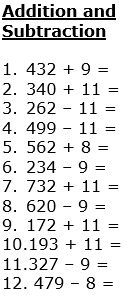 Addition and
Subtraction
1. 432 + 9 =
2. 340 + 11 =
3. 262 – 11 =
4. 499 – 11 =
5. 562 + 8 =
6. 234 – 9 =
7. 732 + 11 =
8. 620 – 9 =
9. 172 + 11 =
10.193 + 11 =
11.327 – 9 =
12. 479 – 8 =